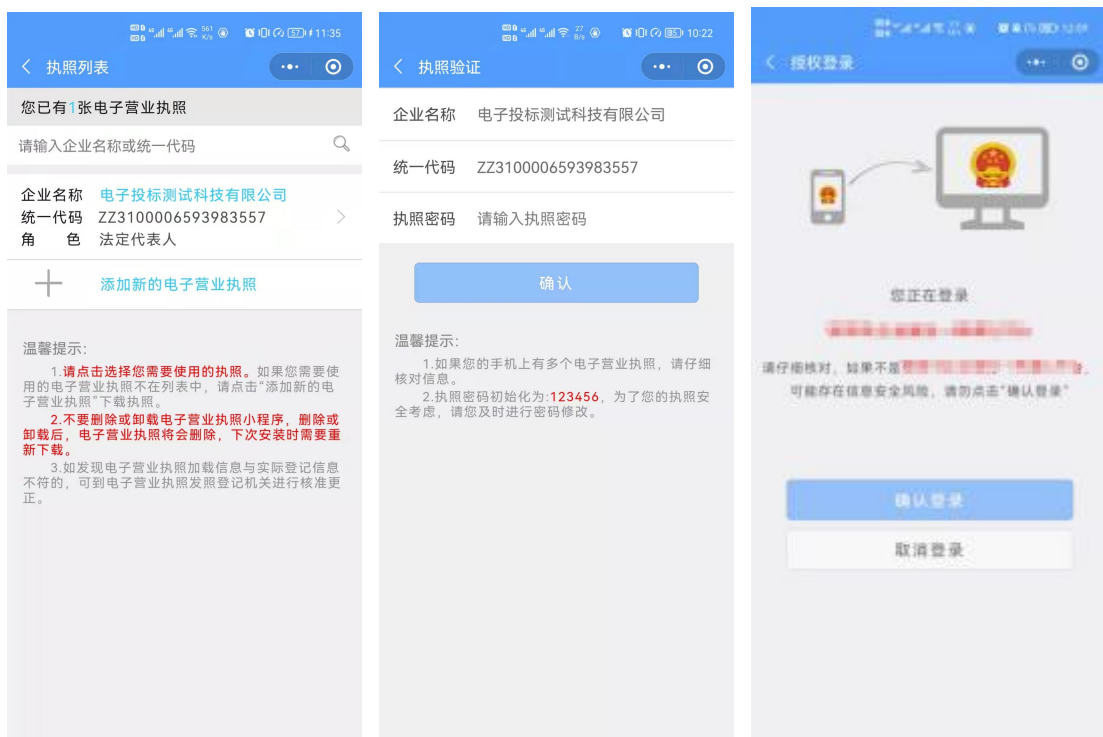 11:35
执照列表
您已有1张电子营业执照
请输入企业名称或统一代码
企业名称 电子投标测试科技有限公司
统一代码 ZZ3100006593983557
角 色 法定代表人
添加新的电子营业执照
温馨提示:
1.请点击选择您需要使用的执照。如果您需要使
用的电子营业执照不在列表中，请点击“添加新的电
子营业执照”下载执照。
2.不要删除或卸载电子营业执照小程序，删除或
卸载后，电子营业执照将会删除，下次安装时需要重
新下载。
3.如发现电子营业执照加载信息与实际登记信息
不符的，可到电子营业执照发照登记机关进行核准更
正。
10:22
执照验证
企业名称 电子投标测试科技有限公司
统一代码 ZZ3100006593983557
执照密码 请输入执照密码
确认
温馨提示:
1.如果您的手机上有多个电子营业执照，请仔细
核对信息。
2.执照密码初始化为:123456，为了您的执照安
全考虑，请您及时进行密码修改。
授权登录
您正在登录
请仔细核对，如果不是
可能存在信息安全风险，请勿点击“确认登录”
确认登录
取消登录